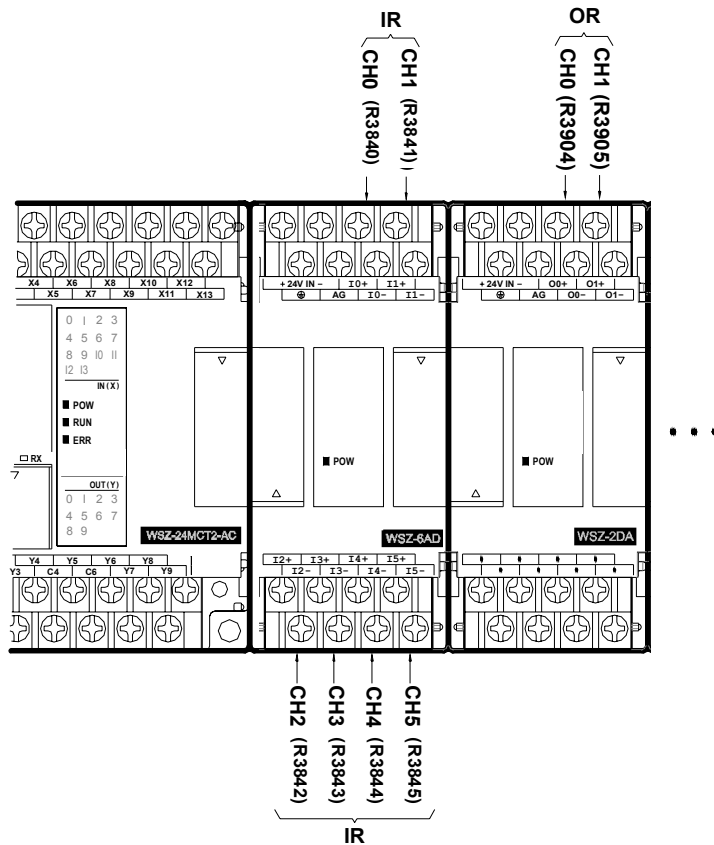 IR
OR
CH0 (R3840)
CH1 (R3841)
CH0 (R3904)
CH1 (R3905)
X4 X6 X8 X10 X12
X5 X7 X9 X11 X13
+ 24V IN - I0+ I1+
AG I0- I1-
+ 24V IN - O0+ O1+
AG O0- O1-
0 1 2 3
4 5 6 7
8 9 10 11
12 13
IN(X)
POW
RUN
ERR
RX
OUT(Y)
0 1 2 3
4 5 6 7
8 9
POW
POW
WSZ-24MCT2-AC
WSZ-6AD
WSZ-2DA
Y4 Y5 Y6 Y8
Y3 C4 C6 Y7 Y9
I2+ I3+ I4+ I5+
I2- I3- I4- I5-
CH2 (R3842)
CH3 (R3843)
CH4 (R3844)
CH5 (R3845)
IR